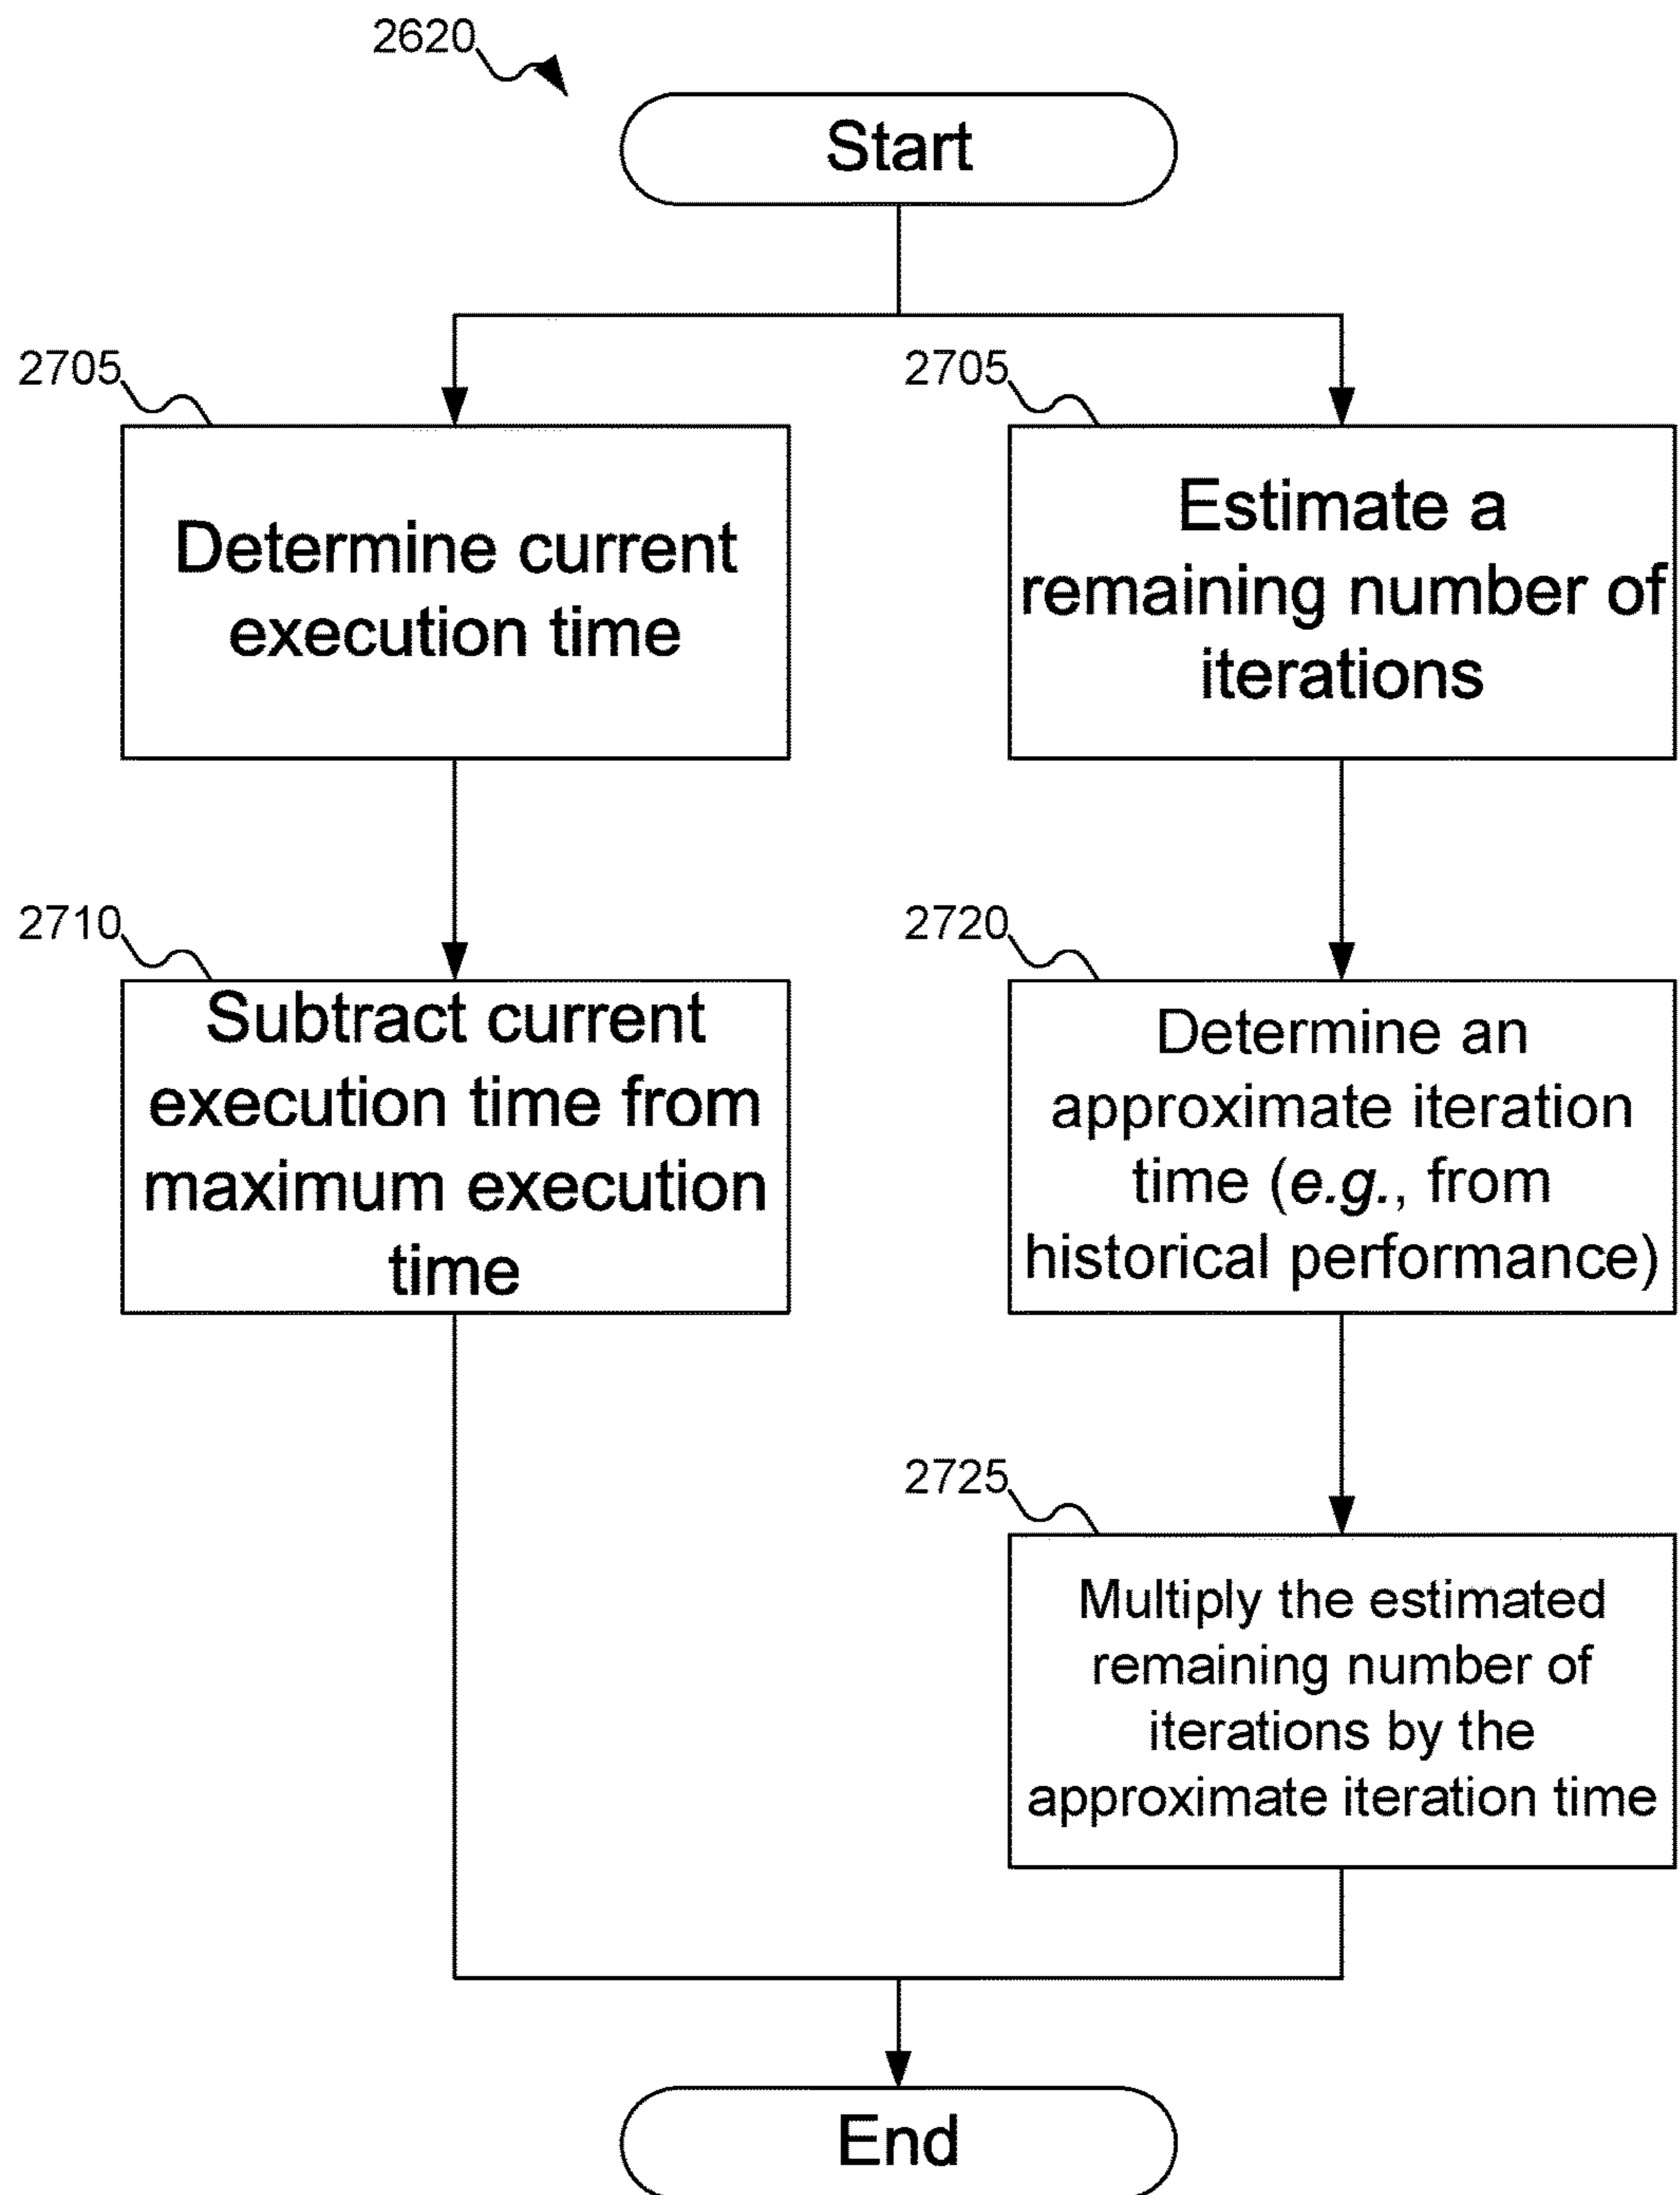 2620
Start
2705
Determine current
execution time
2705
Estimate a
remaining number of
iterations
2710
Subtract current
execution time from
maximum execution
time
2720
Determine an
approximate iteration
time (e.g., from
historical performance)
2725
Multiply the estimated
remaining number of
iterations by the
approximate iteration time
End